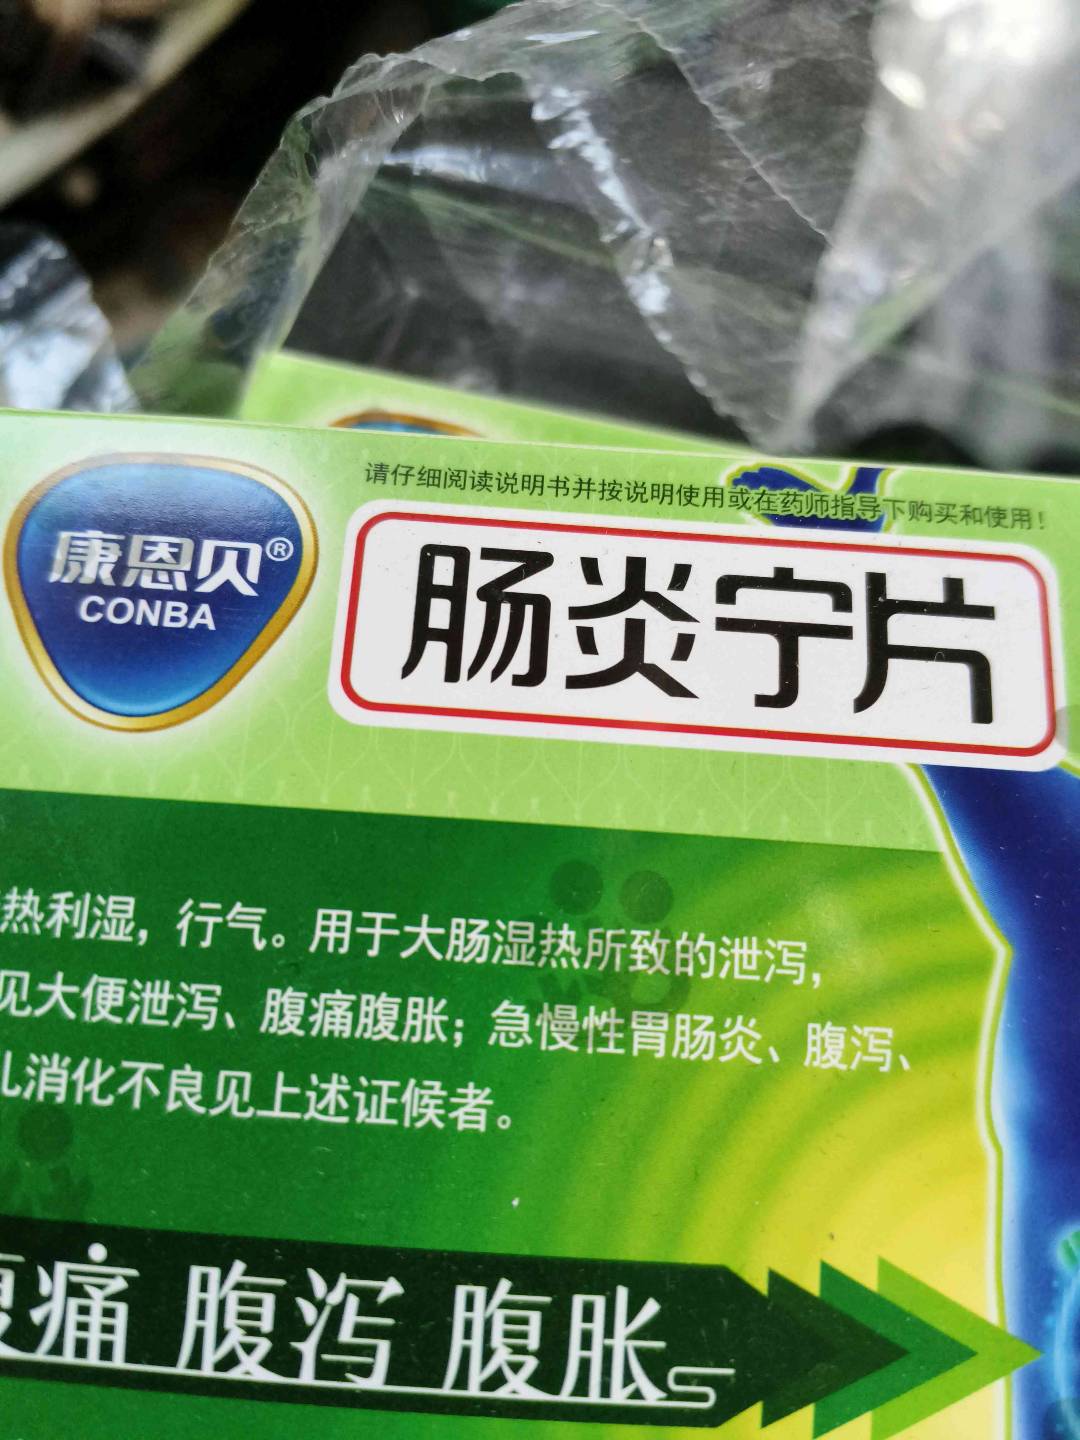 请仔细阅读说明书并按说明使用或在药师指导下购买和使用！
康恩贝®
CONBA
肠炎宁片
热利湿，行气。用于大肠湿热所致的泄泻，
见大便泄泻、腹痛腹胀；急慢性胃肠炎、腹泻、
消化不良见上述证候者。
痛 腹泻 腹胀